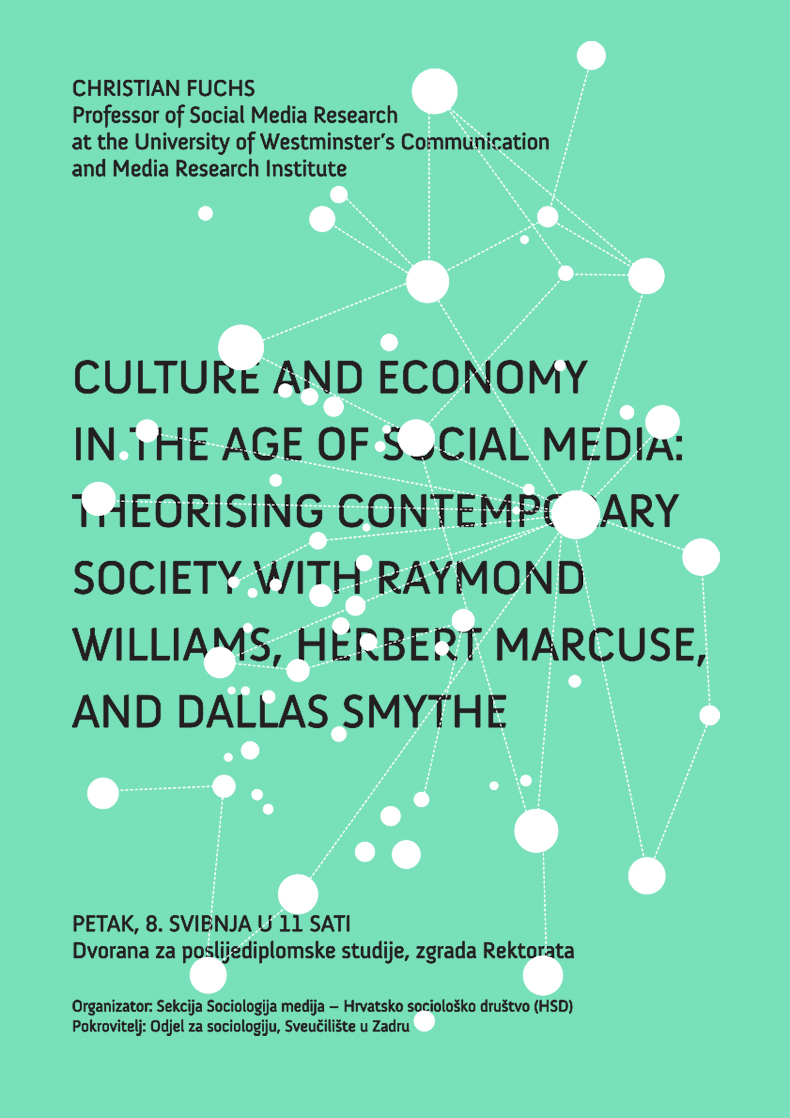 CHRISTIAN FUCHS
Professor of Social Media Research
at the University of Westminster's Communication
and Media Research Institute
CULTURE AND ECONOMY
IN THE AGE OF SOCIAL MEDIA:
THEORISING CONTEMPORARY
SOCIETY WITH RAYMOND
WILLIAMS, HERBERT MARCUSE,
AND DALLAS SMYTHE
PETAK, 8. SVIBNJA U 11 SATI
Dvorana za poslijediplomske studije, zgrada Rektorata
Organizator: Sekcija Sociologija medija – Hrvatsko sociološko društvo (HSD)
Pokrovitelj: Odjel za sociologiju, Sveučilište u Zadru